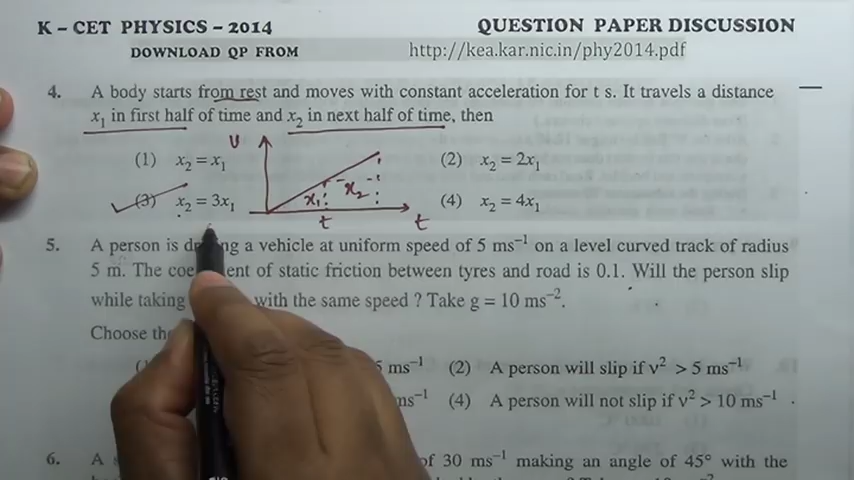 K – CET PHYSICS – 2014 QUESTION PAPER DISCUSSION
DOWNLOAD QP FROM http://kea.kar.nic.in/phy2014.pdf
4. A body starts from rest and moves with constant acceleration for t s. It travels a distance
x₁ in first half of time and x₂ in next half of time, then
(1) x₂ = x₁ (2) x₂ = 2x₁
(3) x₂ = 3x₁ (4) x₂ = 4x₁
υ
x₁ x₂
t t
5. A person is driving a vehicle at uniform speed of 5 ms⁻¹ on a level curved track of radius
5 m. The of static friction between tyres and road is 0.1. Will the person slip
while taking with the same speed ? Take g = 10 ms⁻².
Choose
5 ms⁻¹ (2) A person will slip if v² > 5 ms⁻¹
ms⁻¹ (4) A person will not slip if v² > 10 ms⁻¹
6. A of 30 ms⁻¹ making an angle of 45° with the